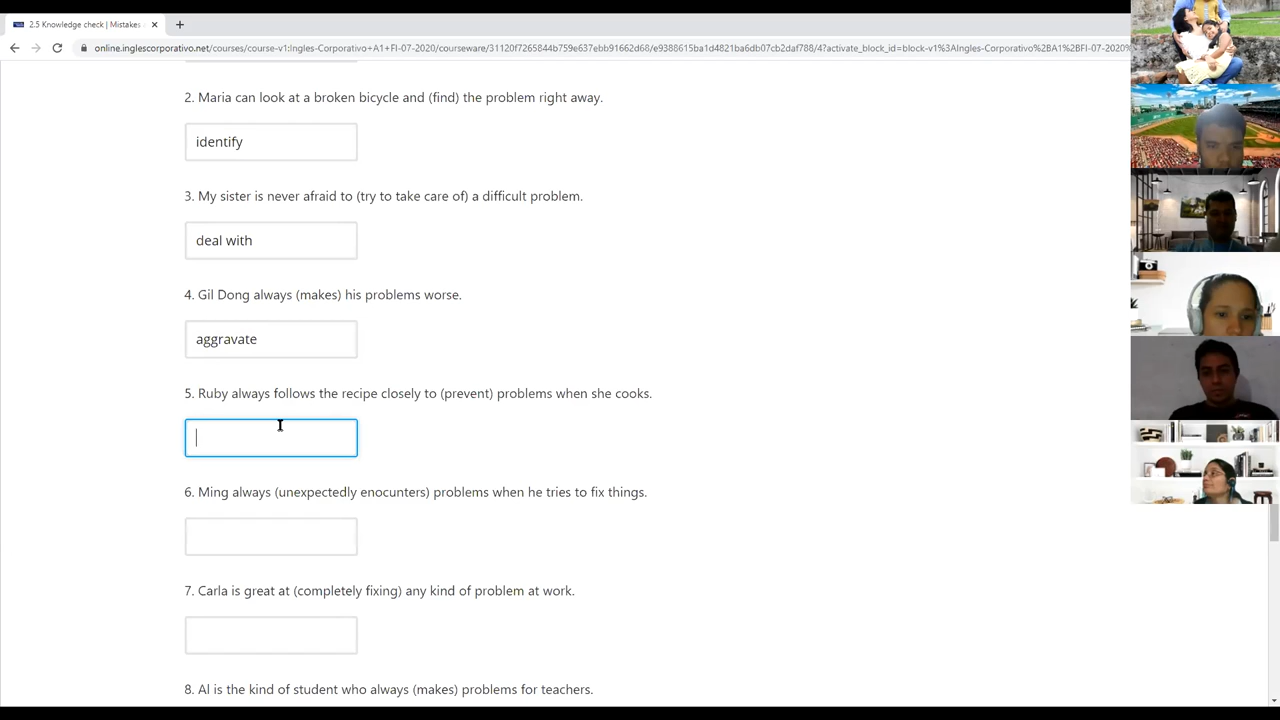 2.5 Knowledge check | Mistakes
online.inglescorporativo.net/courses/course-v1:Ingles-Corporativo+A1+FI-07-2020/courseware/31120f7265844b759e637ebb91662d68/e9388615ba1d4821ba6db07cb2daf788/4?activate_block_id=block-v1%3AIngles-Corporativo%2BA1%2BFI-07-2020%
2. Maria can look at a broken bicycle and (find) the problem right away.
identify
3. My sister is never afraid to (try to take care of) a difficult problem.
deal with
4. Gil Dong always (makes) his problems worse.
aggravate
5. Ruby always follows the recipe closely to (prevent) problems when she cooks.
6. Ming always (unexpectedly enocunters) problems when he tries to fix things.
7. Carla is great at (completely fixing) any kind of problem at work.
8. Al is the kind of student who always (makes) problems for teachers.